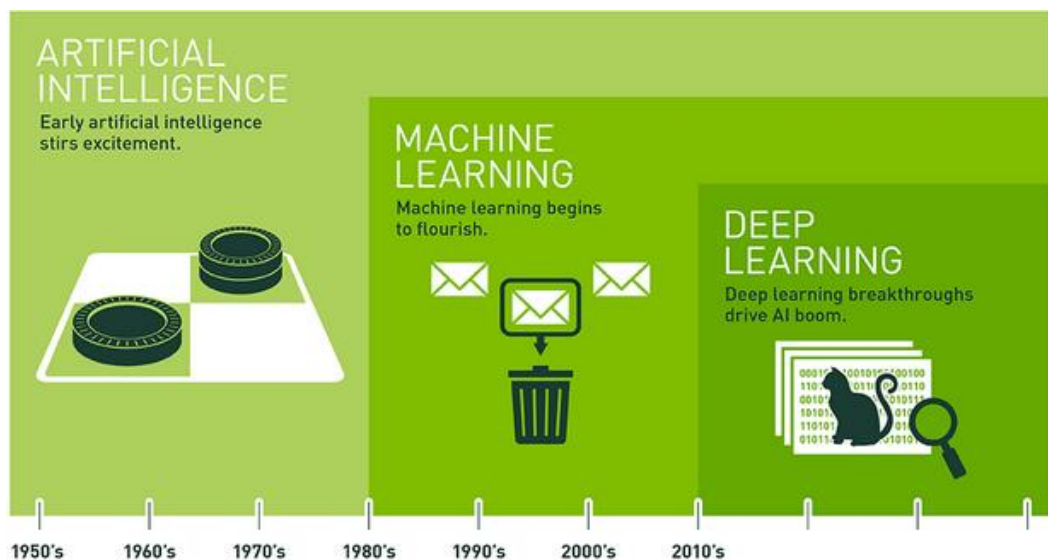 ARTIFICIAL
INTELLIGENCE
Early artificial intelligence
stirs excitement.
MACHINE
LEARNING
Machine learning begins
to flourish.
DEEP
LEARNING
Deep learning breakthroughs
drive AI boom.
1950's 1960's 1970's 1980's 1990's 2000's 2010's